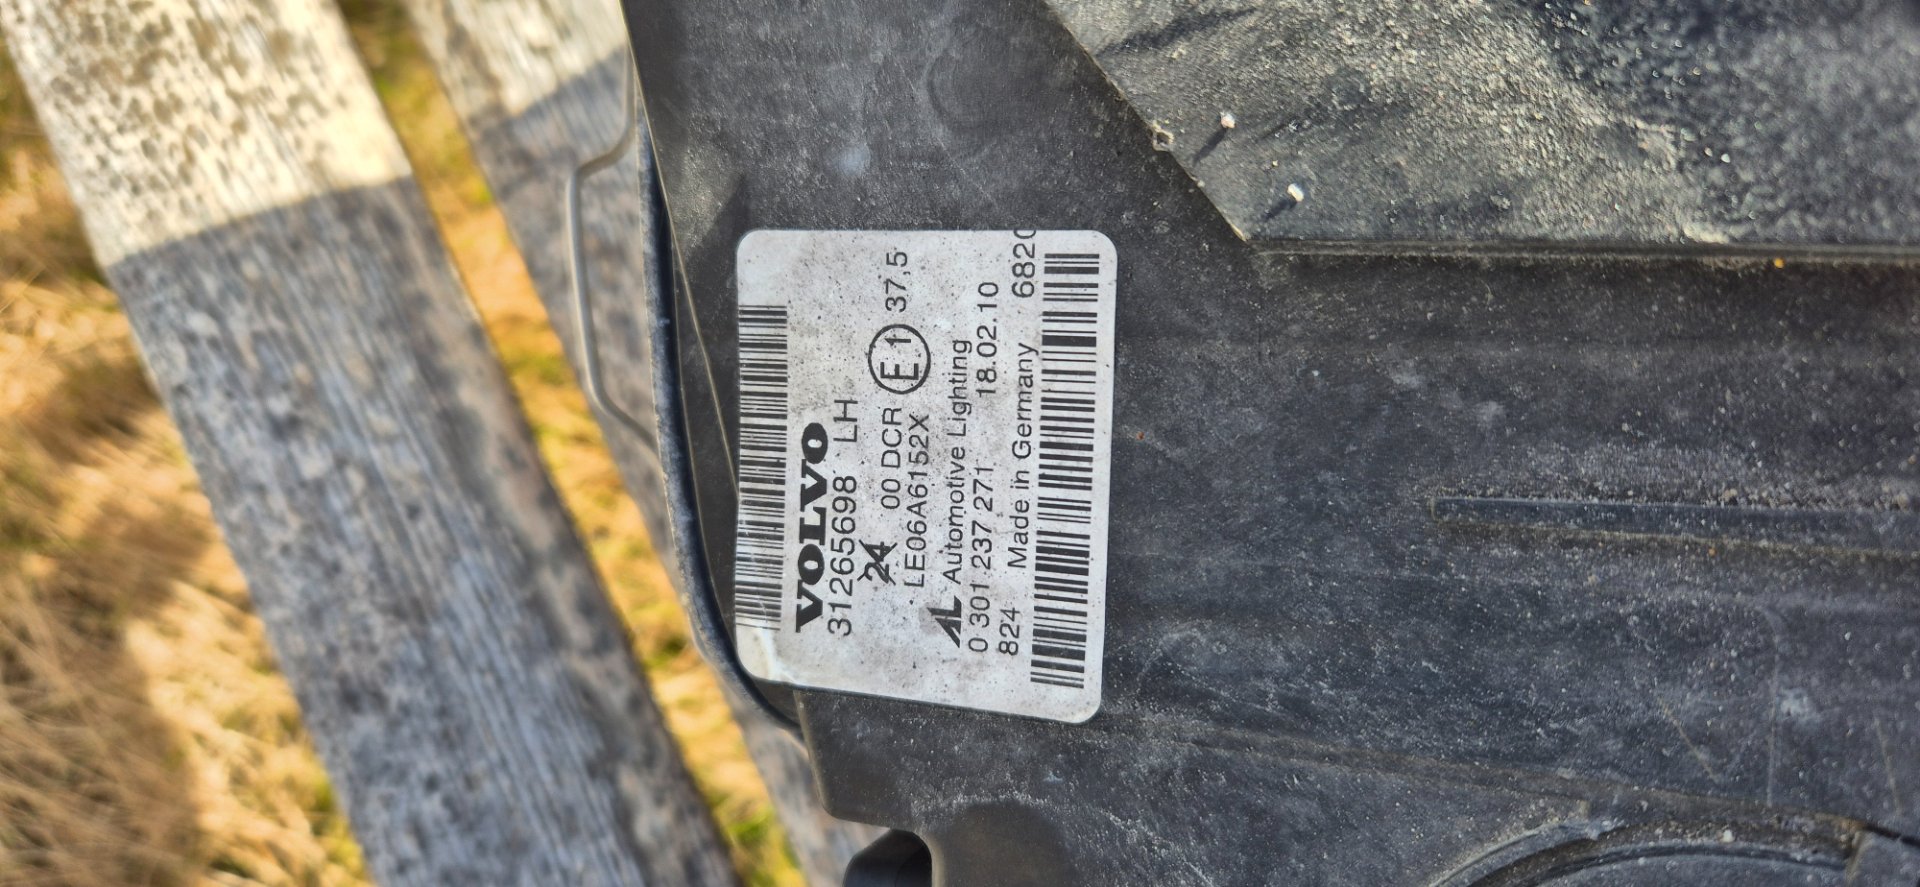 VOLVO
31265698 LH
24 00 DCR E1 37,5
LE06A6152X
AL Automotive Lighting
0 301 237 271 18.02.10
824 Made in Germany 6820